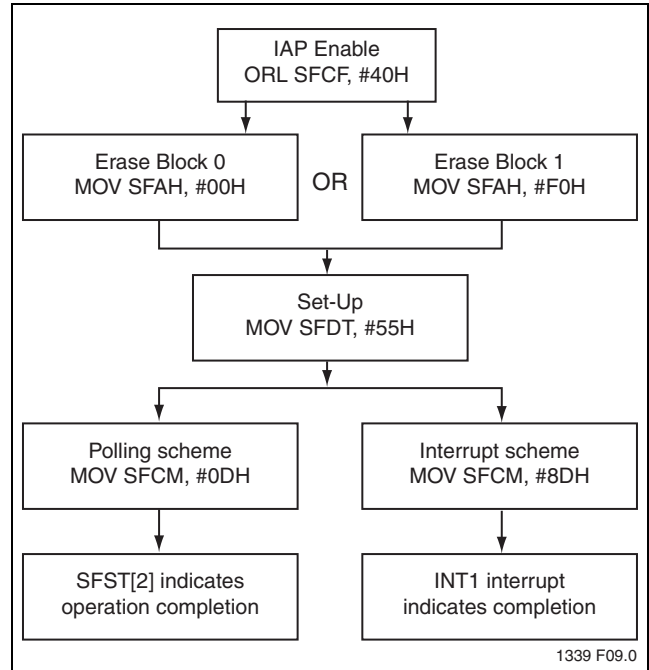 IAP Enable
ORL SFCF, #40H
Erase Block 0
MOV SFAH, #00H
OR
Erase Block 1
MOV SFAH, #F0H
Set-Up
MOV SFDT, #55H
Polling scheme
MOV SFCM, #0DH
Interrupt scheme
MOV SFCM, #8DH
SFST[2] indicates
operation completion
INT1 interrupt
indicates completion
1339 F09.0